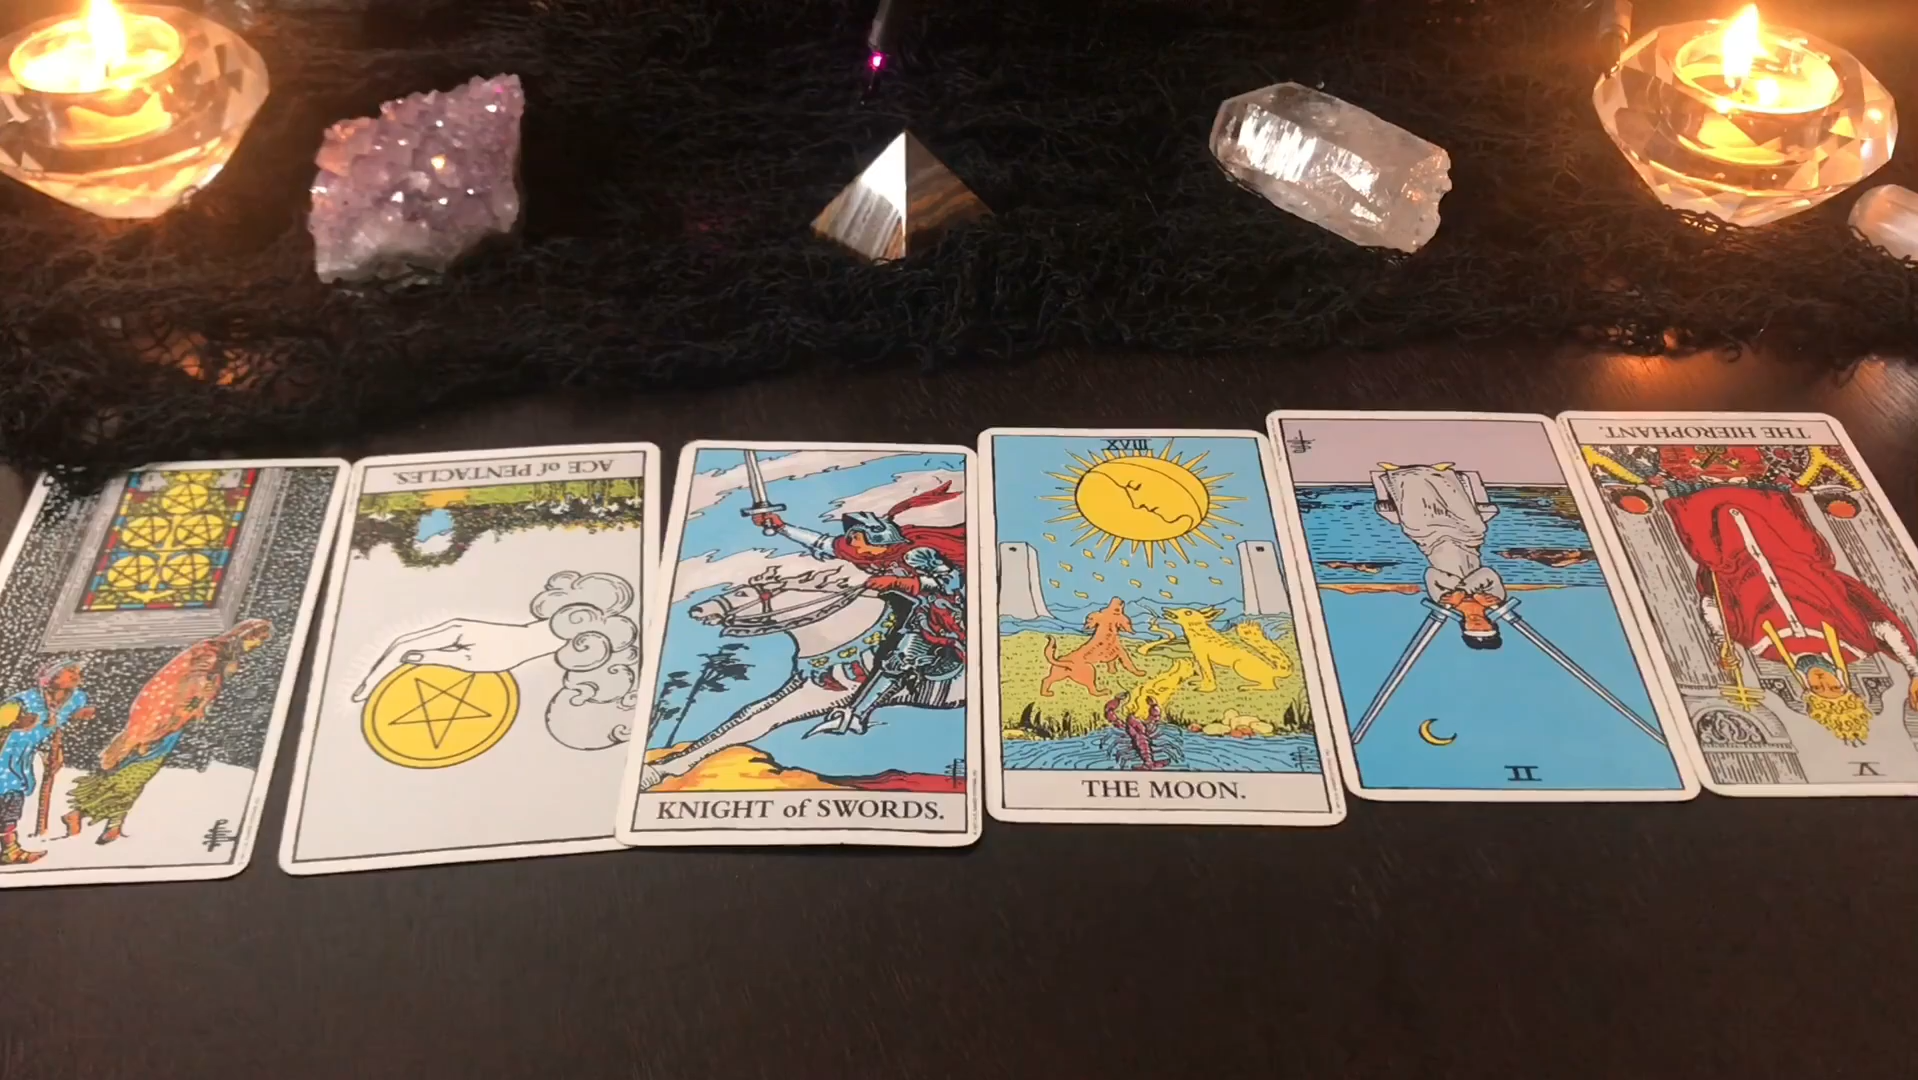 ACE of PENTACLES.
KNIGHT of SWORDS.
XVIII
THE MOON.
II
THE HIEROPHANT.
V